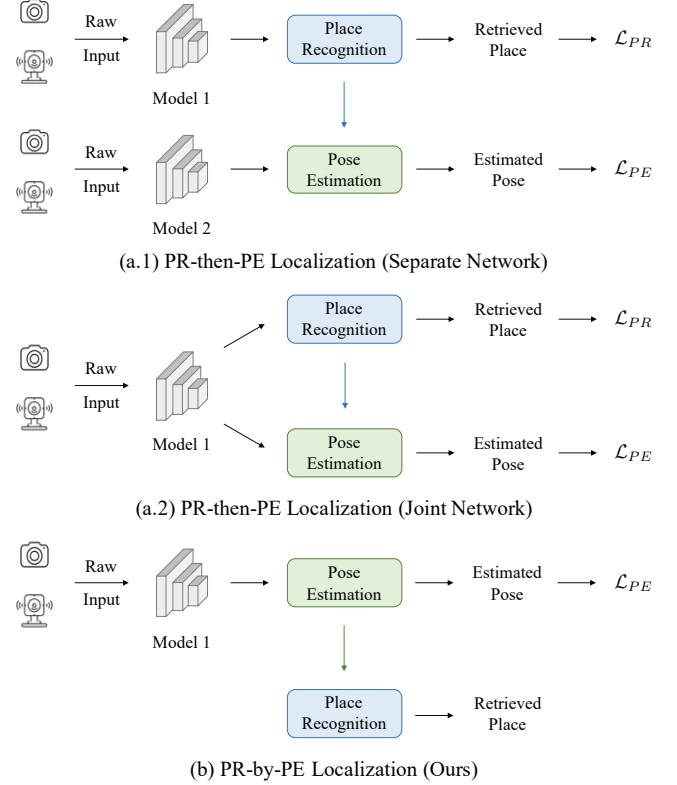 Raw
Input
Model 1
Place
Recognition
Retrieved
Place
ℒ_PR
Raw
Input
Model 2
Pose
Estimation
Estimated
Pose
ℒ_PE
(a.1) PR-then-PE Localization (Separate Network)
Raw
Input
Model 1
Place
Recognition
Retrieved
Place
ℒ_PR
Pose
Estimation
Estimated
Pose
ℒ_PE
(a.2) PR-then-PE Localization (Joint Network)
Raw
Input
Model 1
Pose
Estimation
Estimated
Pose
ℒ_PE
Place
Recognition
Retrieved
Place
(b) PR-by-PE Localization (Ours)